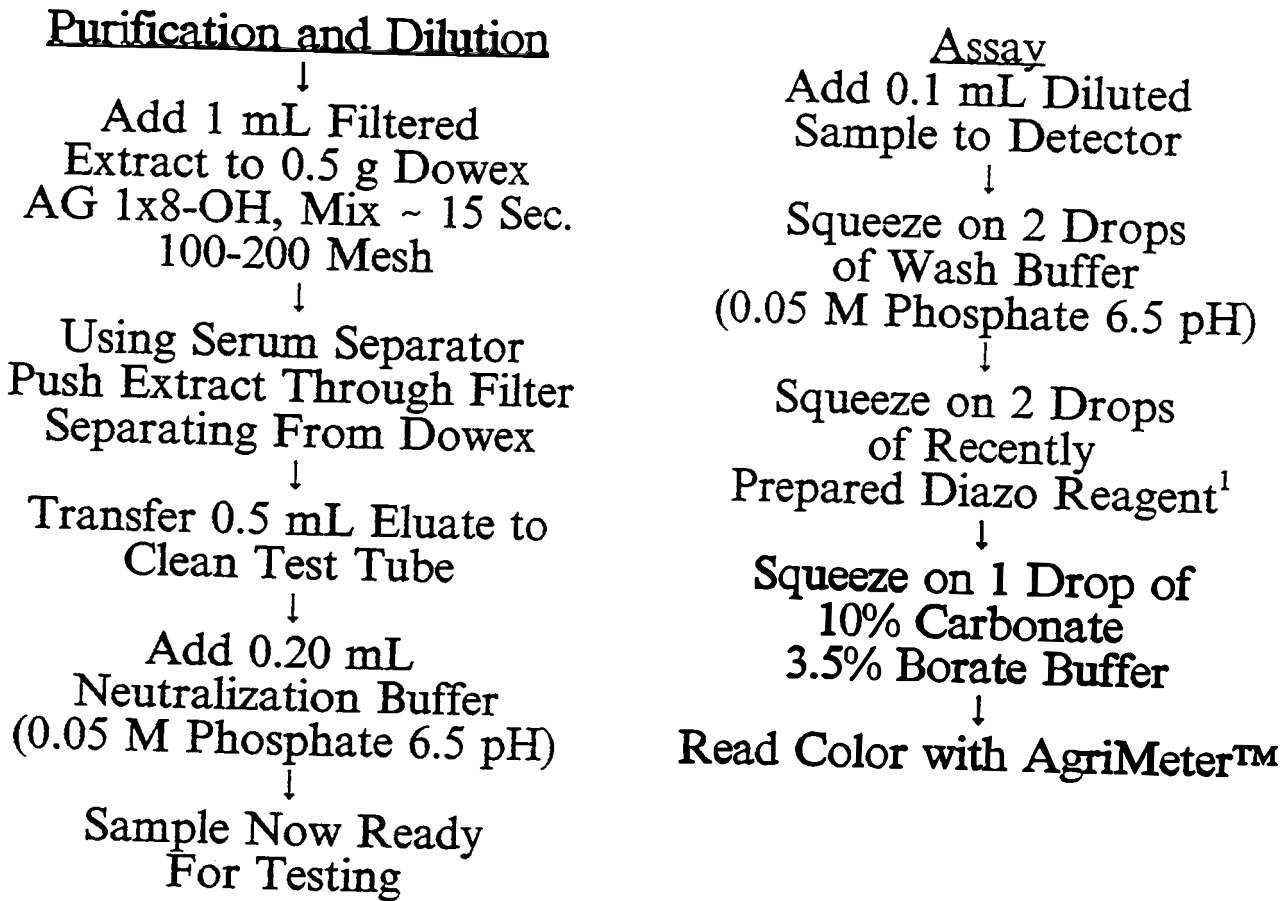 Purification and Dilution
↓
Add 1 mL Filtered
Extract to 0.5 g Dowex
AG 1x8-OH, Mix ~ 15 Sec.
100-200 Mesh
↓
Using Serum Separator
Push Extract Through Filter
Separating From Dowex
↓
Transfer 0.5 mL Eluate to
Clean Test Tube
↓
Add 0.20 mL
Neutralization Buffer
(0.05 M Phosphate 6.5 pH)
↓
Sample Now Ready
For Testing
Assay
Add 0.1 mL Diluted
Sample to Detector
↓
Squeeze on 2 Drops
of Wash Buffer
(0.05 M Phosphate 6.5 pH)
↓
Squeeze on 2 Drops
of Recently
Prepared Diazo Reagent¹
↓
Squeeze on 1 Drop of
10% Carbonate
3.5% Borate Buffer
↓
Read Color with AgriMeter™